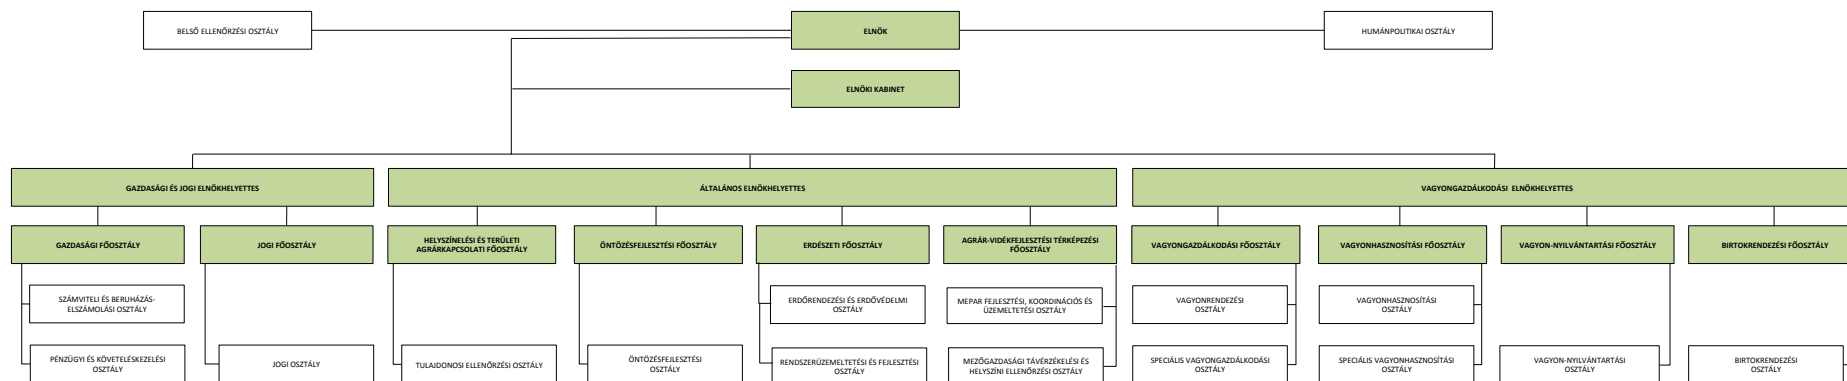 BELSŐ ELLENŐRZÉSI OSZTÁLY
ELNÖK
HUMÁNPOLITIKAI OSZTÁLY
ELNÖKI KABINET
GAZDASÁGI ÉS JOGI ELNÖKHELYETTES
ÁLTALÁNOS ELNÖKHELYETTES
VAGYONGAZDÁLKODÁSI ELNÖKHELYETTES
GAZDASÁGI FŐOSZTÁLY
JOGI FŐOSZTÁLY
HELYSZÍNELÉSI ÉS TERÜLETI
AGRÁRKAPCSOLATI FŐOSZTÁLY
ÖNTÖZÉSFEJLESZTÉSI FŐOSZTÁLY
ERDÉSZETI FŐOSZTÁLY
AGRÁR-VIDÉKFEJLESZTÉSI TÉRKÉPEZÉSI
FŐOSZTÁLY
VAGYONGAZDÁLKODÁSI FŐOSZTÁLY
VAGYONHASZNOSÍTÁSI FŐOSZTÁLY
VAGYON-NYILVÁNTARTÁSI FŐOSZTÁLY
BIRTOKRENDEZÉSI FŐOSZTÁLY
SZÁMVITELI ÉS BERUHÁZÁS-
ELSZÁMOLÁSI OSZTÁLY
ERDŐRENDEZÉSI ÉS ERDŐVÉDELMI
OSZTÁLY
MEPAR FEJLESZTÉSI, KOORDINÁCIÓS ÉS
ÜZEMELTETÉSI OSZTÁLY
VAGYONRENDEZÉSI
OSZTÁLY
VAGYONHASZNOSÍTÁSI
OSZTÁLY
PÉNZÜGYI ÉS KÖVETELÉSKEZELÉSI
OSZTÁLY
JOGI OSZTÁLY
TULAJDONOSI ELLENŐRZÉSI OSZTÁLY
ÖNTÖZÉSFEJLESZTÉSI
OSZTÁLY
RENDSZERÜZEMELTETÉSI ÉS FEJLESZTÉSI
OSZTÁLY
MEZŐGAZDASÁGI TÁVÉRZÉKELÉSI ÉS
HELYSZÍNI ELLENŐRZÉSI OSZTÁLY
SPECIÁLIS VAGYONGAZDÁLKODÁSI
OSZTÁLY
SPECIÁLIS VAGYONHASZNOSÍTÁSI
OSZTÁLY
VAGYON-NYILVÁNTARTÁSI
OSZTÁLY
BIRTOKRENDEZÉSI
OSZTÁLY